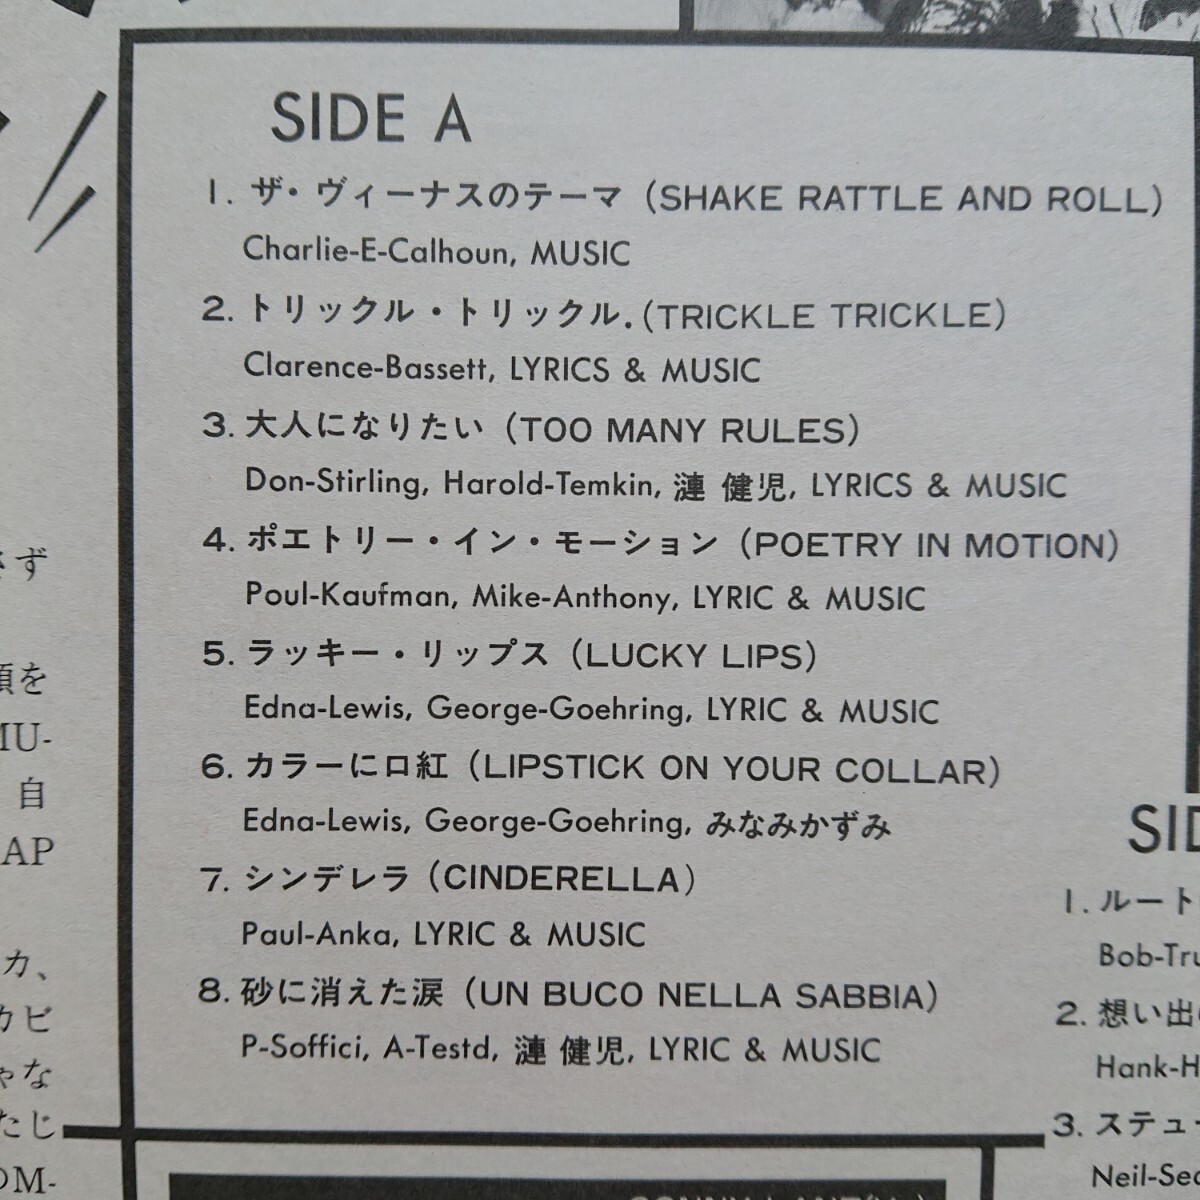 SIDE A
1. ザ・ヴィーナスのテーマ (SHAKE RATTLE AND ROLL)
Charlie-E-Calhoun, MUSIC
2. トリックル・トリックル. (TRICKLE TRICKLE)
Clarence-Bassett, LYRICS & MUSIC
3. 大人になりたい (TOO MANY RULES)
Don-Stirling, Harold-Temkin, 漣 健児, LYRICS & MUSIC
4. ポエトリー・イン・モーション (POETRY IN MOTION)
Poul-Kaufman, Mike-Anthony, LYRIC & MUSIC
5. ラッキー・リップス (LUCKY LIPS)
Edna-Lewis, George-Goehring, LYRIC & MUSIC
6. カラーに口紅 (LIPSTICK ON YOUR COLLAR)
Edna-Lewis, George-Goehring, みなみかずみ
7. シンデレラ (CINDERELLA)
Paul-Anka, LYRIC & MUSIC
8. 砂に消えた涙 (UN BUCO NELLA SABBIA)
P-Soffici, A-Testd, 漣 健児, LYRIC & MUSIC
ず
を
MU-
自
AP
カ、
カビ
ゃな
たじ
OM-
SID
1. ルート
Bob-Tru
2. 想い出
Hank-H
3. ステュー
Neil-Sed